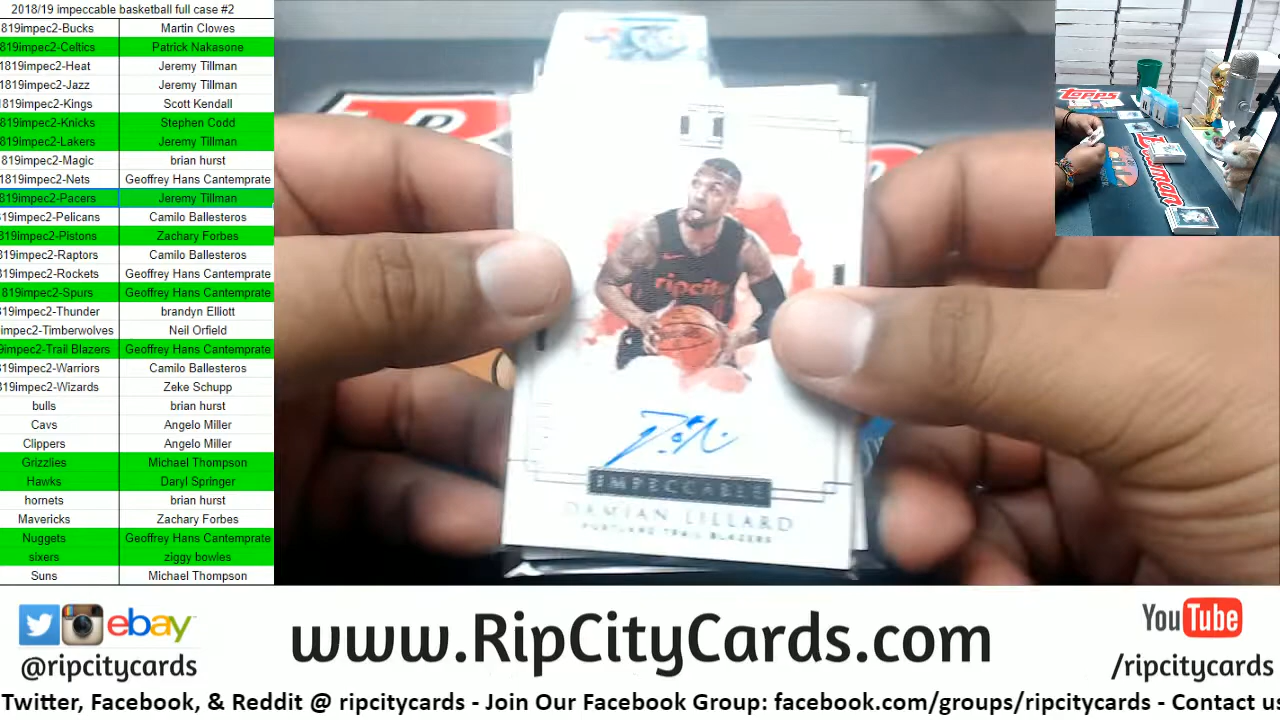 2018/19 impeccable basketball full case #2
819impec2-Bucks Martin Clowes
819impec2-Celtics Patrick Nakasone
1819impec2-Heat Jeremy Tillman
1819impec2-Jazz Jeremy Tillman
1819impec2-Kings Scott Kendall
819impec2-Knicks Stephen Codd
819impec2-Lakers Jeremy Tillman
819impec2-Magic brian hurst
1819impec2-Nets Geoffrey Hans Cantemprate
819impec2-Pacers Jeremy Tillman
819impec2-Pelicans Camilo Ballesteros
819impec2-Pistons Zachary Forbes
819impec2-Raptors Camilo Ballesteros
819impec2-Rockets Geoffrey Hans Cantemprate
819impec2-Spurs Geoffrey Hans Cantemprate
819impec2-Thunder brandyn Elliott
impec2-Timberwolves Neil Orfield
9impec2-Trail Blazers Geoffrey Hans Cantemprate
819impec2-Warriors Camilo Ballesteros
819impec2-Wizards Zeke Schupp
bulls brian hurst
Cavs Angelo Miller
Clippers Angelo Miller
Grizzlies Michael Thompson
Hawks Daryl Springer
hornets brian hurst
Mavericks Zachary Forbes
Nuggets Geoffrey Hans Cantemprate
sixers ziggy bowles
Suns Michael Thompson
ripcity
IMPECCABLE
DAMIAN LILLARD
PORTLAND TRAIL BLAZERS
Topps
Bowman
ebay
@ripcitycards
www.RipCityCards.com
YouTube
/ripcitycards
Twitter, Facebook, & Reddit @ ripcitycards - Join Our Facebook Group: facebook.com/groups/ripcitycards - Contact us